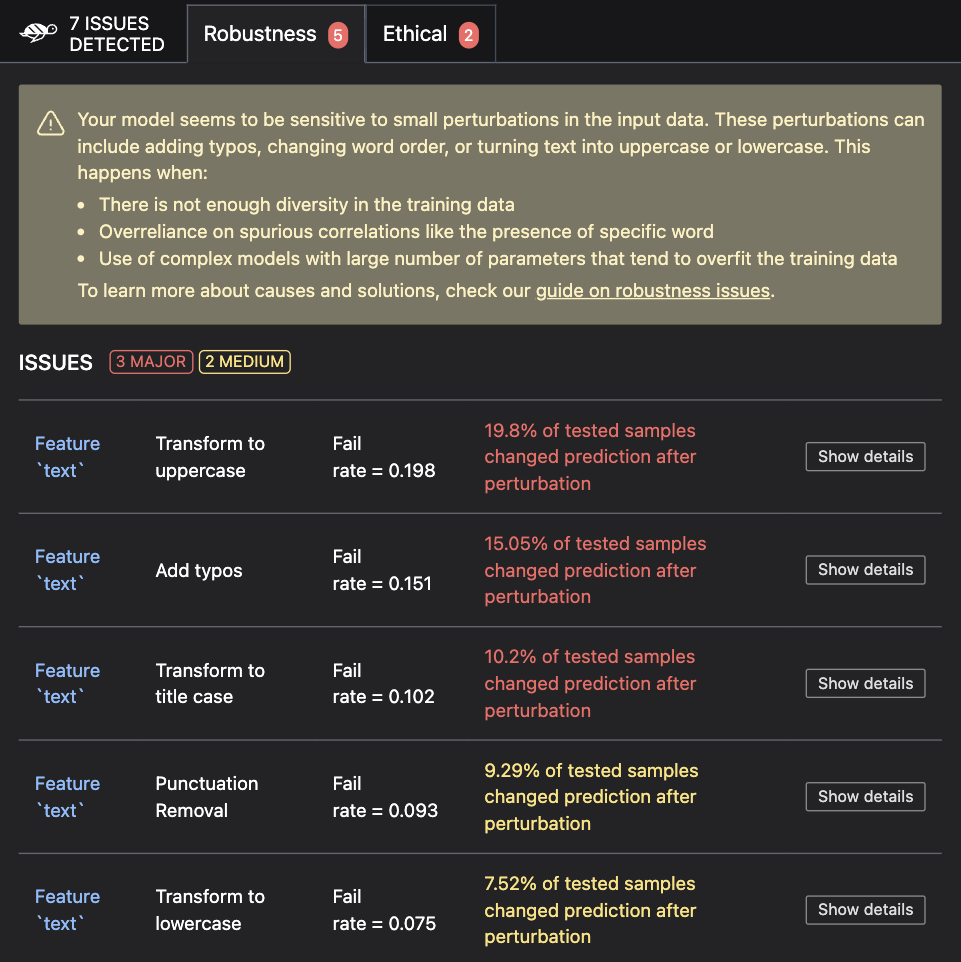 7 ISSUES
DETECTED
Robustness 5
Ethical 2
Your model seems to be sensitive to small perturbations in the input data. These perturbations can
include adding typos, changing word order, or turning text into uppercase or lowercase. This
happens when:
• There is not enough diversity in the training data
• Overreliance on spurious correlations like the presence of specific word
• Use of complex models with large number of parameters that tend to overfit the training data
To learn more about causes and solutions, check our guide on robustness issues.
ISSUES 3 MAJOR 2 MEDIUM
Feature
`text`
Transform to
uppercase
Fail
rate = 0.198
19.8% of tested samples
changed prediction after
perturbation
Show details
Feature
`text`
Add typos
Fail
rate = 0.151
15.05% of tested samples
changed prediction after
perturbation
Show details
Feature
`text`
Transform to
title case
Fail
rate = 0.102
10.2% of tested samples
changed prediction after
perturbation
Show details
Feature
`text`
Punctuation
Removal
Fail
rate = 0.093
9.29% of tested samples
changed prediction after
perturbation
Show details
Feature
`text`
Transform to
lowercase
Fail
rate = 0.075
7.52% of tested samples
changed prediction after
perturbation
Show details